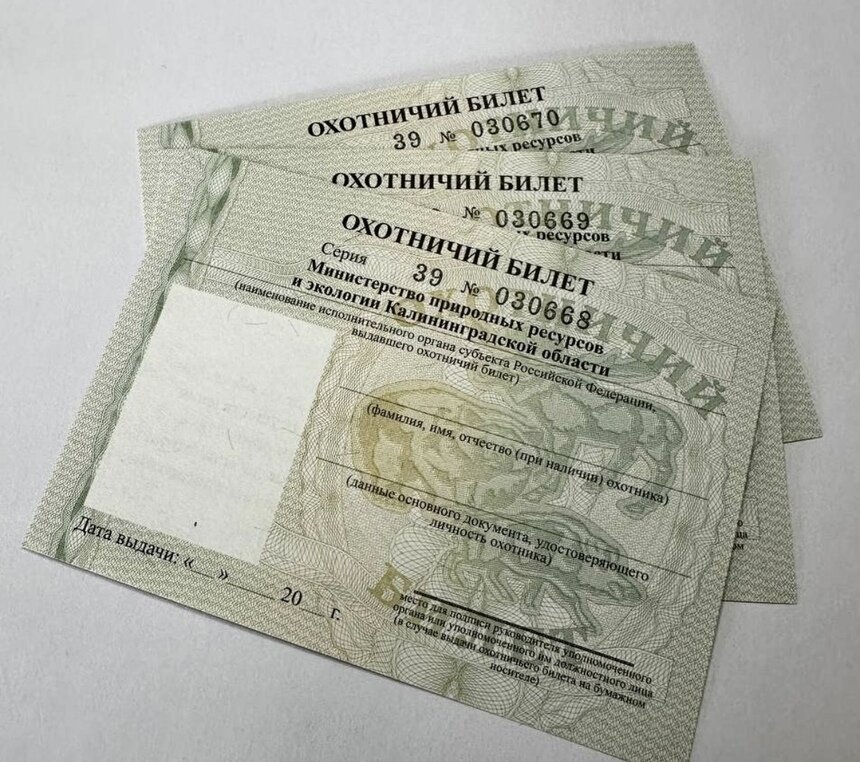 ОХОТНИЧИЙ БИЛЕТ
39 № 030670
ресурсов
НИЧИЙ
ОХОТНИЧИЙ БИЛЕТ
№ 030669
ресурсов
НИЧИЙ
ОХОТНИЧИЙ БИЛЕТ
Серия 39 № 030668
Министерство природных ресурсов
и экологии Калининградской области
(наименование исполнительного органа субъекта Российской Федерации,
выдавшего охотничий билет)
(фамилия, имя, отчество (при наличии) охотника)
(данные основного документа, удостоверяющего
личность охотника)
Дата выдачи: «__» ____ 20__ г.
место для подписи руководителя уполномоченного
органа или уполномоченного им должностного лица
(в случае выдачи охотничьего билета на бумажном
носителе)